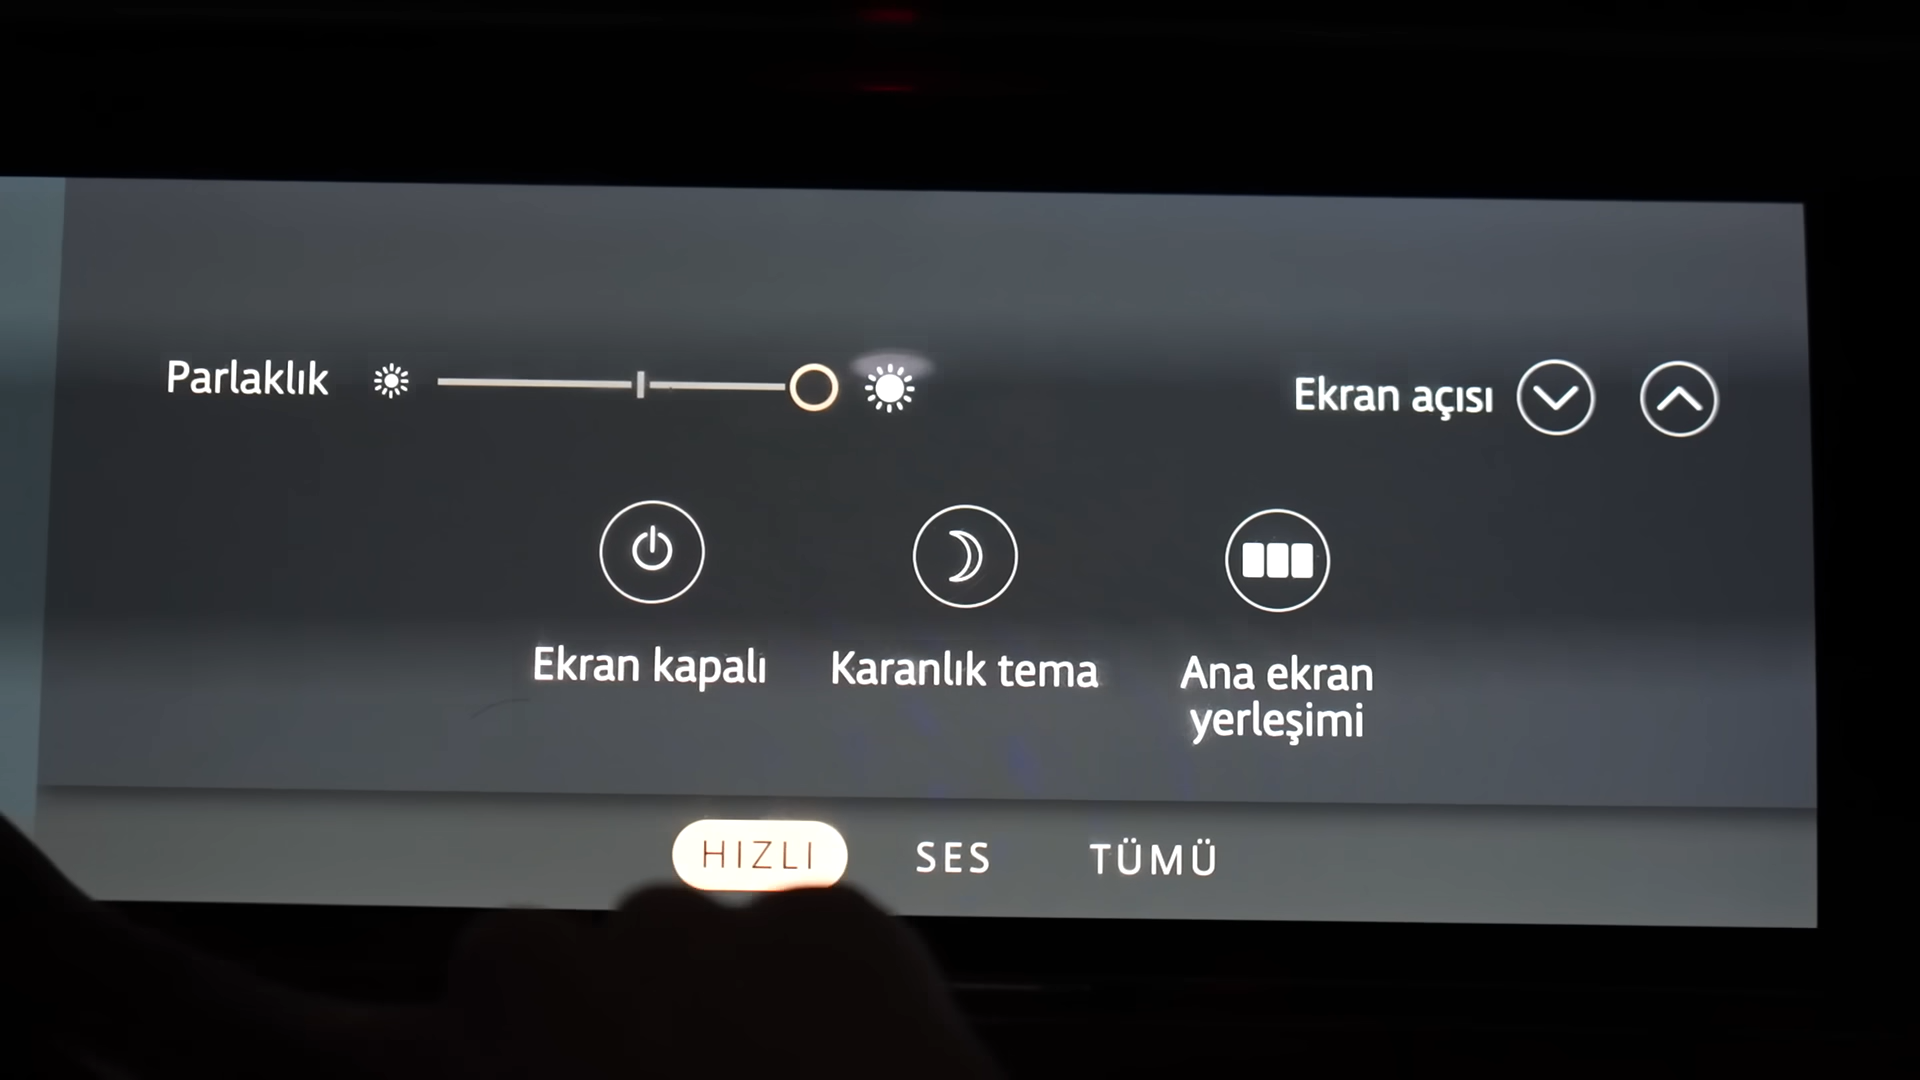 Parlaklık
Ekran açısı
Ekran kapalı
Karanlık tema
Ana ekran
yerleşimi
HIZLI
SES
TÜMÜ